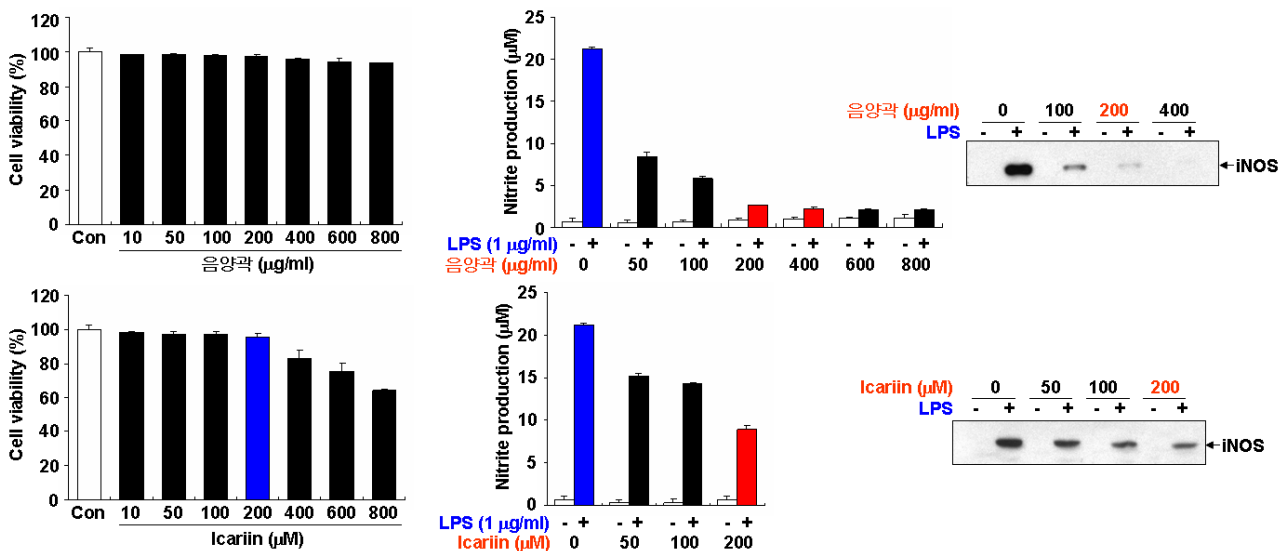 Cell viability (%)
120
100
80
60
40
20
0
Con 10 50 100 200 400 600 800
음양곽 (μg/ml)
Nitrite production (μM)
25
20
15
10
5
0
- + - + - + - + - + - + - +
LPS (1 μg/ml)
음양곽 (μg/ml) 0 50 100 200 400 600 800
음양곽 (μg/ml) 0 100 200 400
LPS - + - + - + - +
iNOS
Cell viability (%)
120
100
80
60
40
20
0
Con 10 50 100 200 400 600 800
Icariin (μM)
Nitrite production (μM)
25
20
15
10
5
0
LPS (1 μg/ml) - + - + - + - +
Icariin (μM) 0 50 100 200
Icariin (μM) 0 50 100 200
LPS - + - + - + - +
iNOS